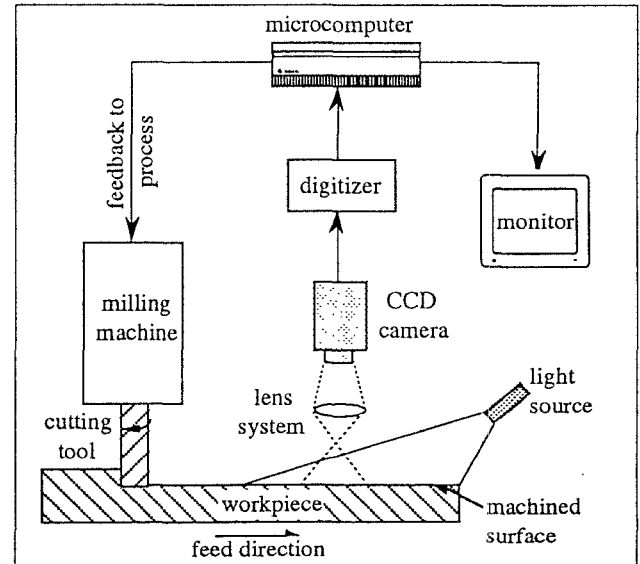 microcomputer
feedback to
process
digitizer
monitor
milling
machine
CCD
camera
light
source
lens
system
cutting
tool
workpiece
machined
surface
feed direction